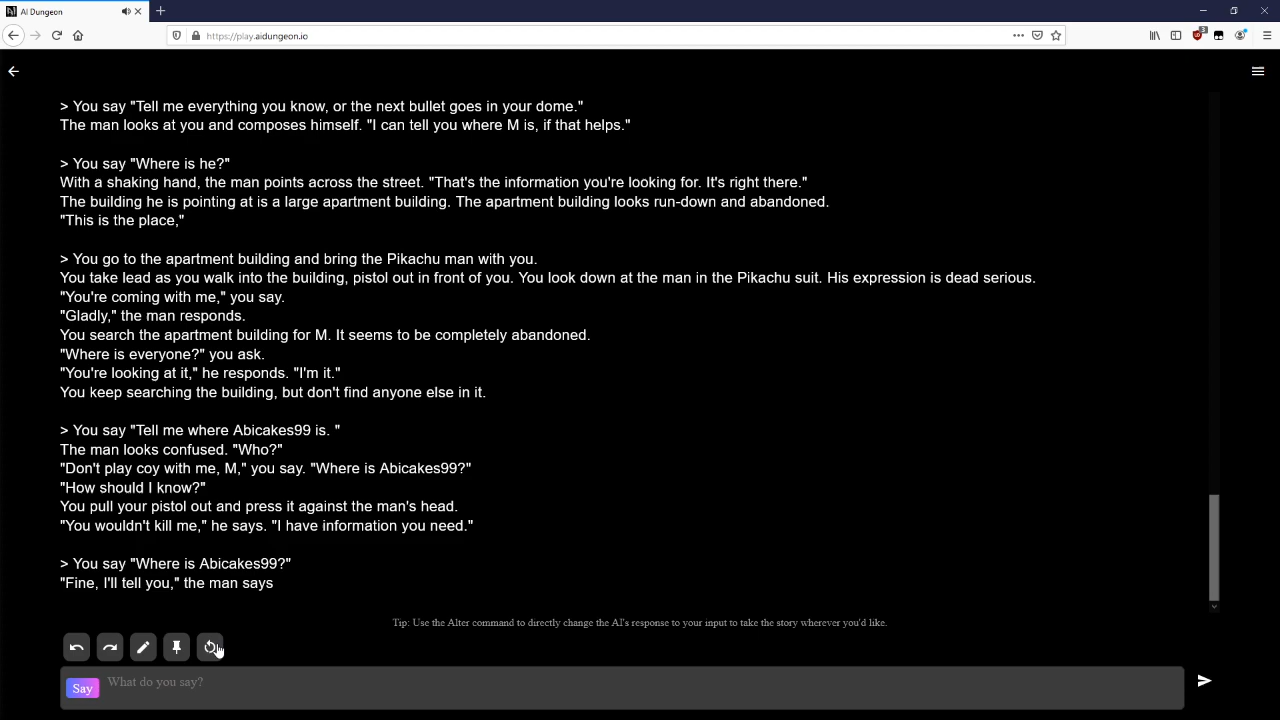 AI Dungeon
https://play.aidungeon.io
> You say "Tell me everything you know, or the next bullet goes in your dome."
The man looks at you and composes himself. "I can tell you where M is, if that helps."
> You say "Where is he?"
With a shaking hand, the man points across the street. "That's the information you're looking for. It's right there."
The building he is pointing at is a large apartment building. The apartment building looks run-down and abandoned.
"This is the place,"
> You go to the apartment building and bring the Pikachu man with you.
You take lead as you walk into the building, pistol out in front of you. You look down at the man in the Pikachu suit. His expression is dead serious.
"You're coming with me," you say.
"Gladly," the man responds.
You search the apartment building for M. It seems to be completely abandoned.
"Where is everyone?" you ask.
"You're looking at it," he responds. "I'm it."
You keep searching the building, but don't find anyone else in it.
> You say "Tell me where Abicakes99 is. "
The man looks confused. "Who?"
"Don't play coy with me, M," you say. "Where is Abicakes99?"
"How should I know?"
You pull your pistol out and press it against the man's head.
"You wouldn't kill me," he says. "I have information you need."
> You say "Where is Abicakes99?"
"Fine, I'll tell you," the man says
Tip: Use the Alter command to directly change the AI's response to your input to take the story wherever you'd like.
Say
What do you say?